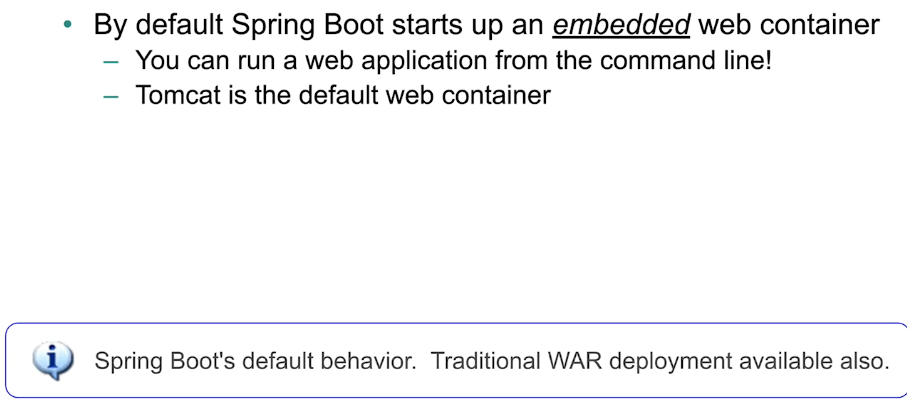 • By default Spring Boot starts up an embedded web container
– You can run a web application from the command line!
– Tomcat is the default web container
Spring Boot's default behavior. Traditional WAR deployment available also.